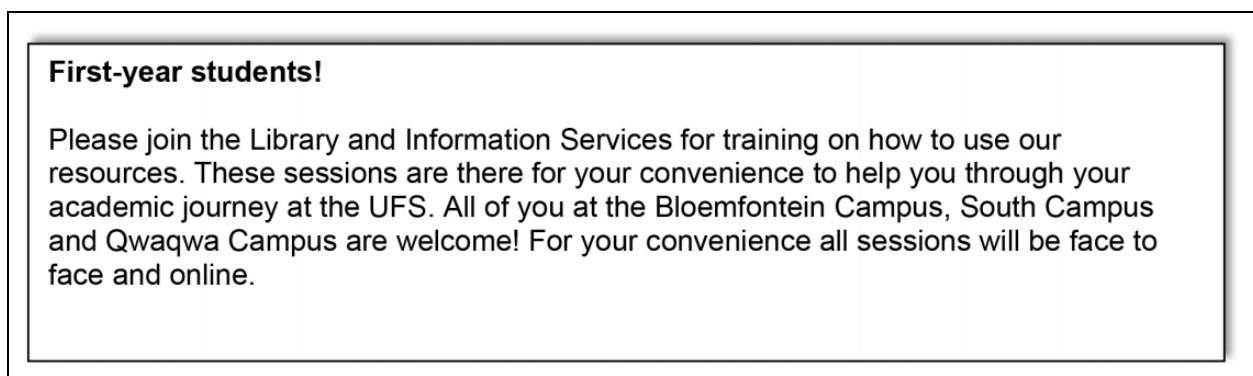 First-year students!
Please join the Library and Information Services for training on how to use our
resources. These sessions are there for your convenience to help you through your
academic journey at the UFS. All of you at the Bloemfontein Campus, South Campus
and Qwaqwa Campus are welcome! For your convenience all sessions will be face to
face and online.